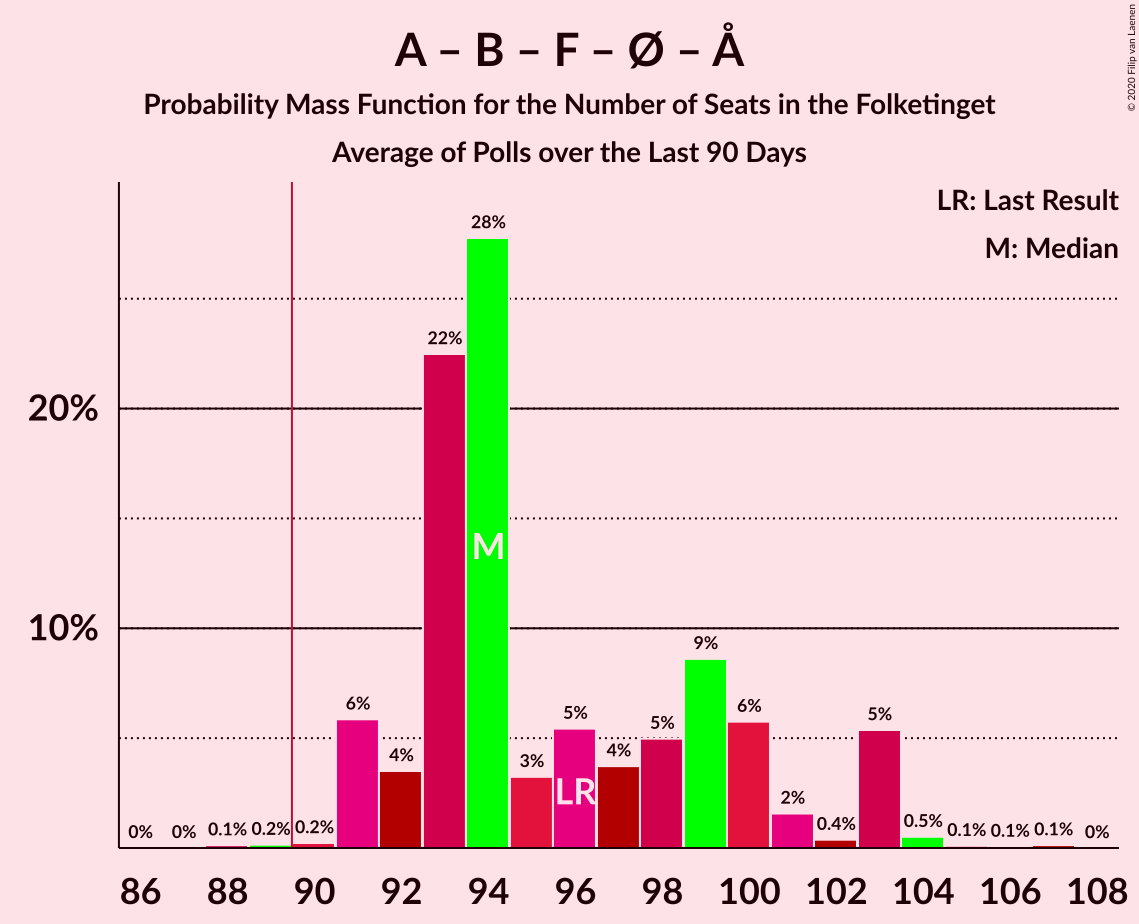 A – B – F – Ø – Å
Probability Mass Function for the Number of Seats in the Folketinget
Average of Polls over the Last 90 Days
© 2020 Filip van Laenen
LR: Last Result
M: Median
20%
10%
0%
0%
0.1%
0.2%
0.2%
6%
4%
22%
28%
3%
5%
4%
5%
9%
6%
2%
0.4%
5%
0.5%
0.1%
0.1%
0.1%
0%
M
LR
86 88 90 92 94 96 98 100 102 104 106 108